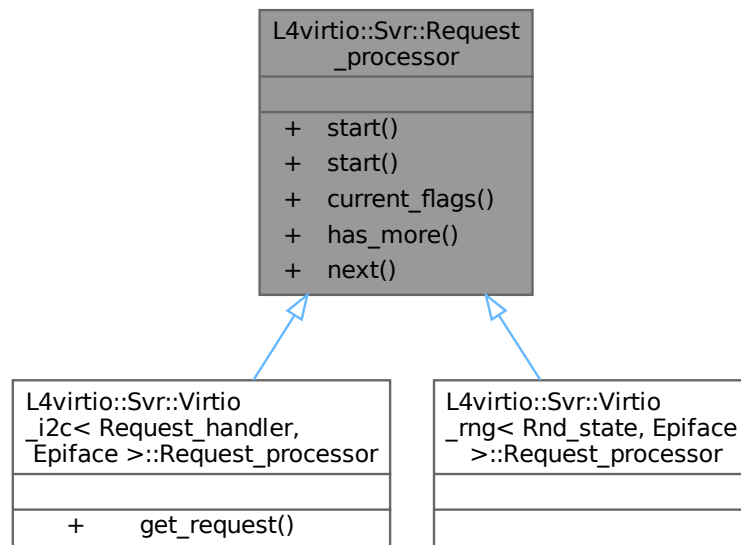 L4virtio::Svr::Request
_processor
+ start()
+ start()
+ current_flags()
+ has_more()
+ next()
L4virtio::Svr::Virtio
_i2c< Request_handler,
Epiface >::Request_processor
+ get_request()
L4virtio::Svr::Virtio
_rng< Rnd_state, Epiface
>::Request_processor